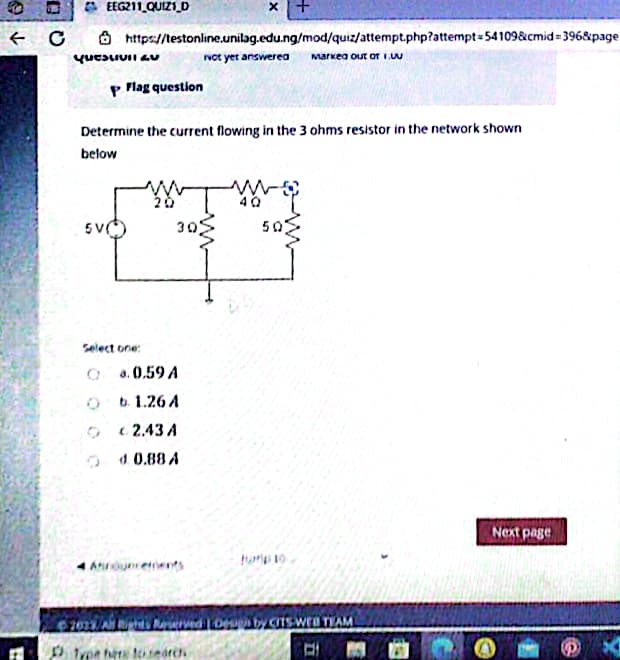 EEG211_QUIZ1_D
https://testonline.unilag.edu.ng/mod/quiz/attempt.php?attempt=54109&cmid=396&page
Question 20 Not yet answered Marked out of 1.00
Flag question
Determine the current flowing in the 3 ohms resistor in the network shown
below
2Ω 4Ω
5V 3Ω 5Ω
Select one:
a. 0.59 A
b. 1.26 A
c. 2.43 A
d. 0.88 A
Next page
◄ Announcements Jump to...
© 2023. All Rights Reserved | Design by CITS-WEB TEAM
Type here to search